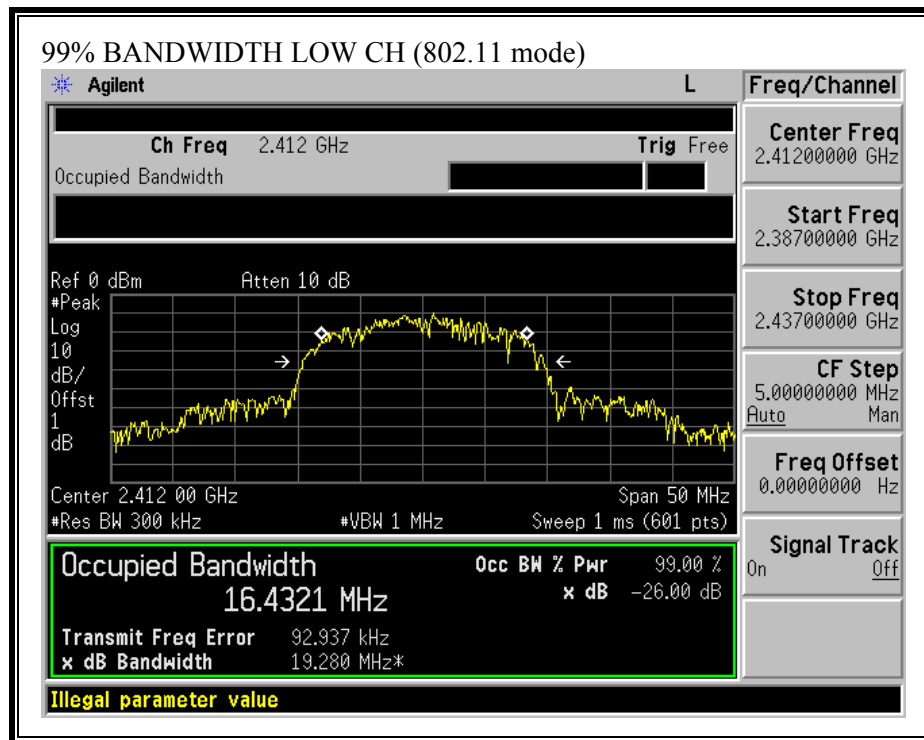 99% BANDWIDTH LOW CH (802.11 mode)
Agilent L
Ch Freq 2.412 GHz Trig Free
Occupied Bandwidth
Ref 0 dBm Atten 10 dB
#Peak
Log
10
dB/
Offst
1
dB
Center 2.412 00 GHz Span 50 MHz
#Res BW 300 kHz #VBW 1 MHz Sweep 1 ms (601 pts)
Occupied Bandwidth
16.4321 MHz
Occ BW % Pwr 99.00 %
x dB -26.00 dB
Transmit Freq Error 92.937 kHz
x dB Bandwidth 19.280 MHz*
Illegal parameter value
Freq/Channel
Center Freq
2.41200000 GHz
Start Freq
2.38700000 GHz
Stop Freq
2.43700000 GHz
CF Step
5.00000000 MHz
Auto Man
Freq Offset
0.00000000 Hz
Signal Track
On Off